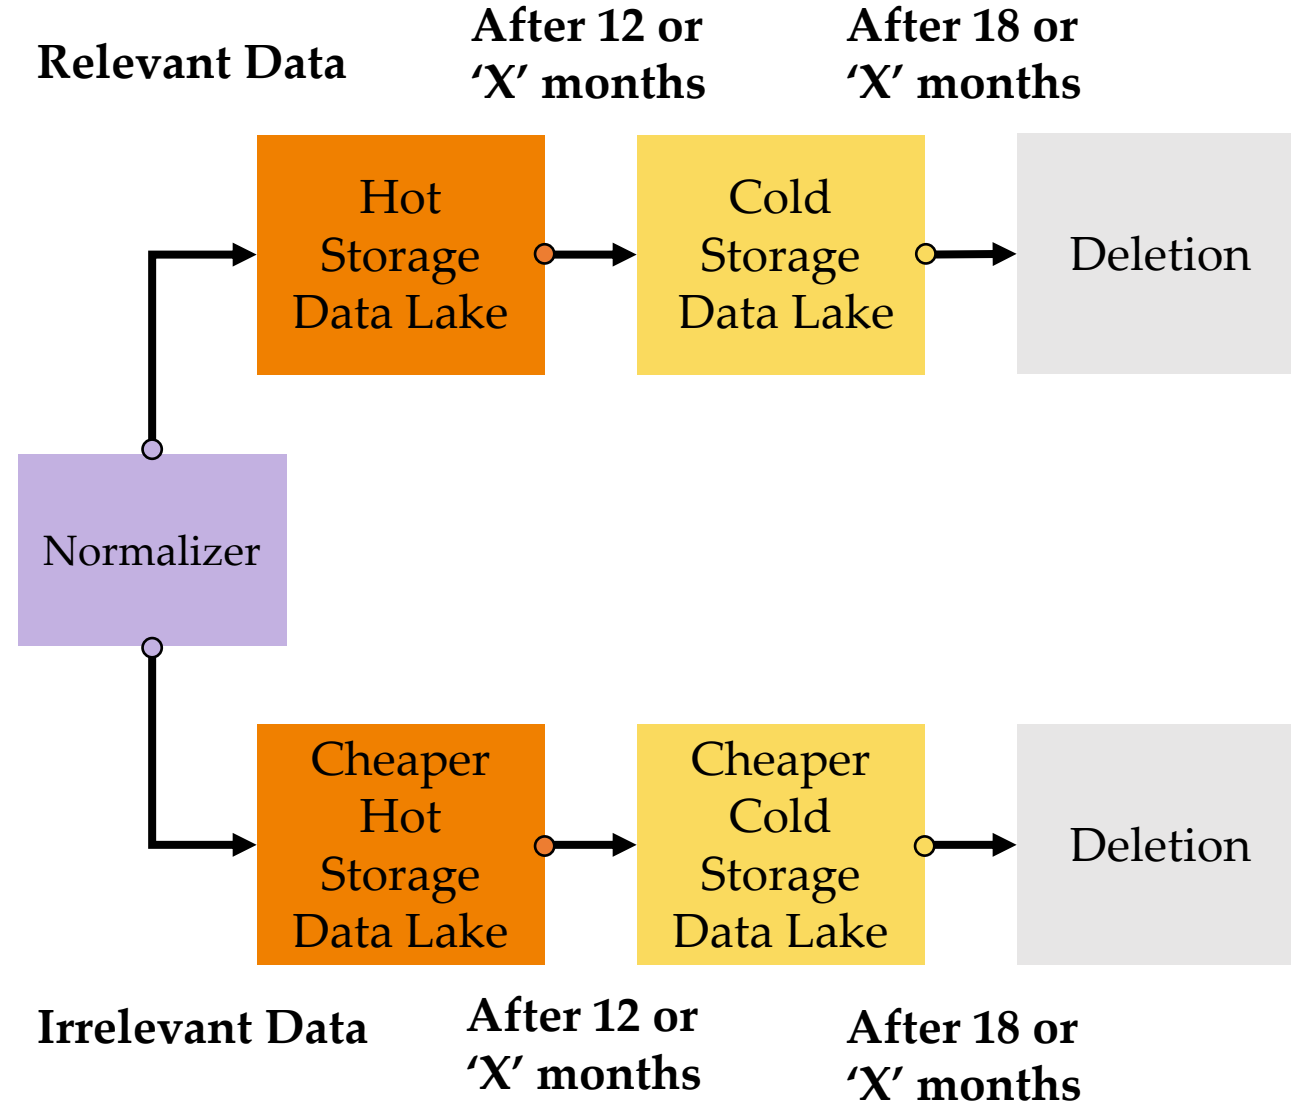 Relevant Data
After 12 or
‘X’ months
After 18 or
‘X’ months
Hot
Storage
Data Lake
Cold
Storage
Data Lake
Deletion
Normalizer
Cheaper
Hot
Storage
Data Lake
Cheaper
Cold
Storage
Data Lake
Deletion
Irrelevant Data
After 12 or
‘X’ months
After 18 or
‘X’ months